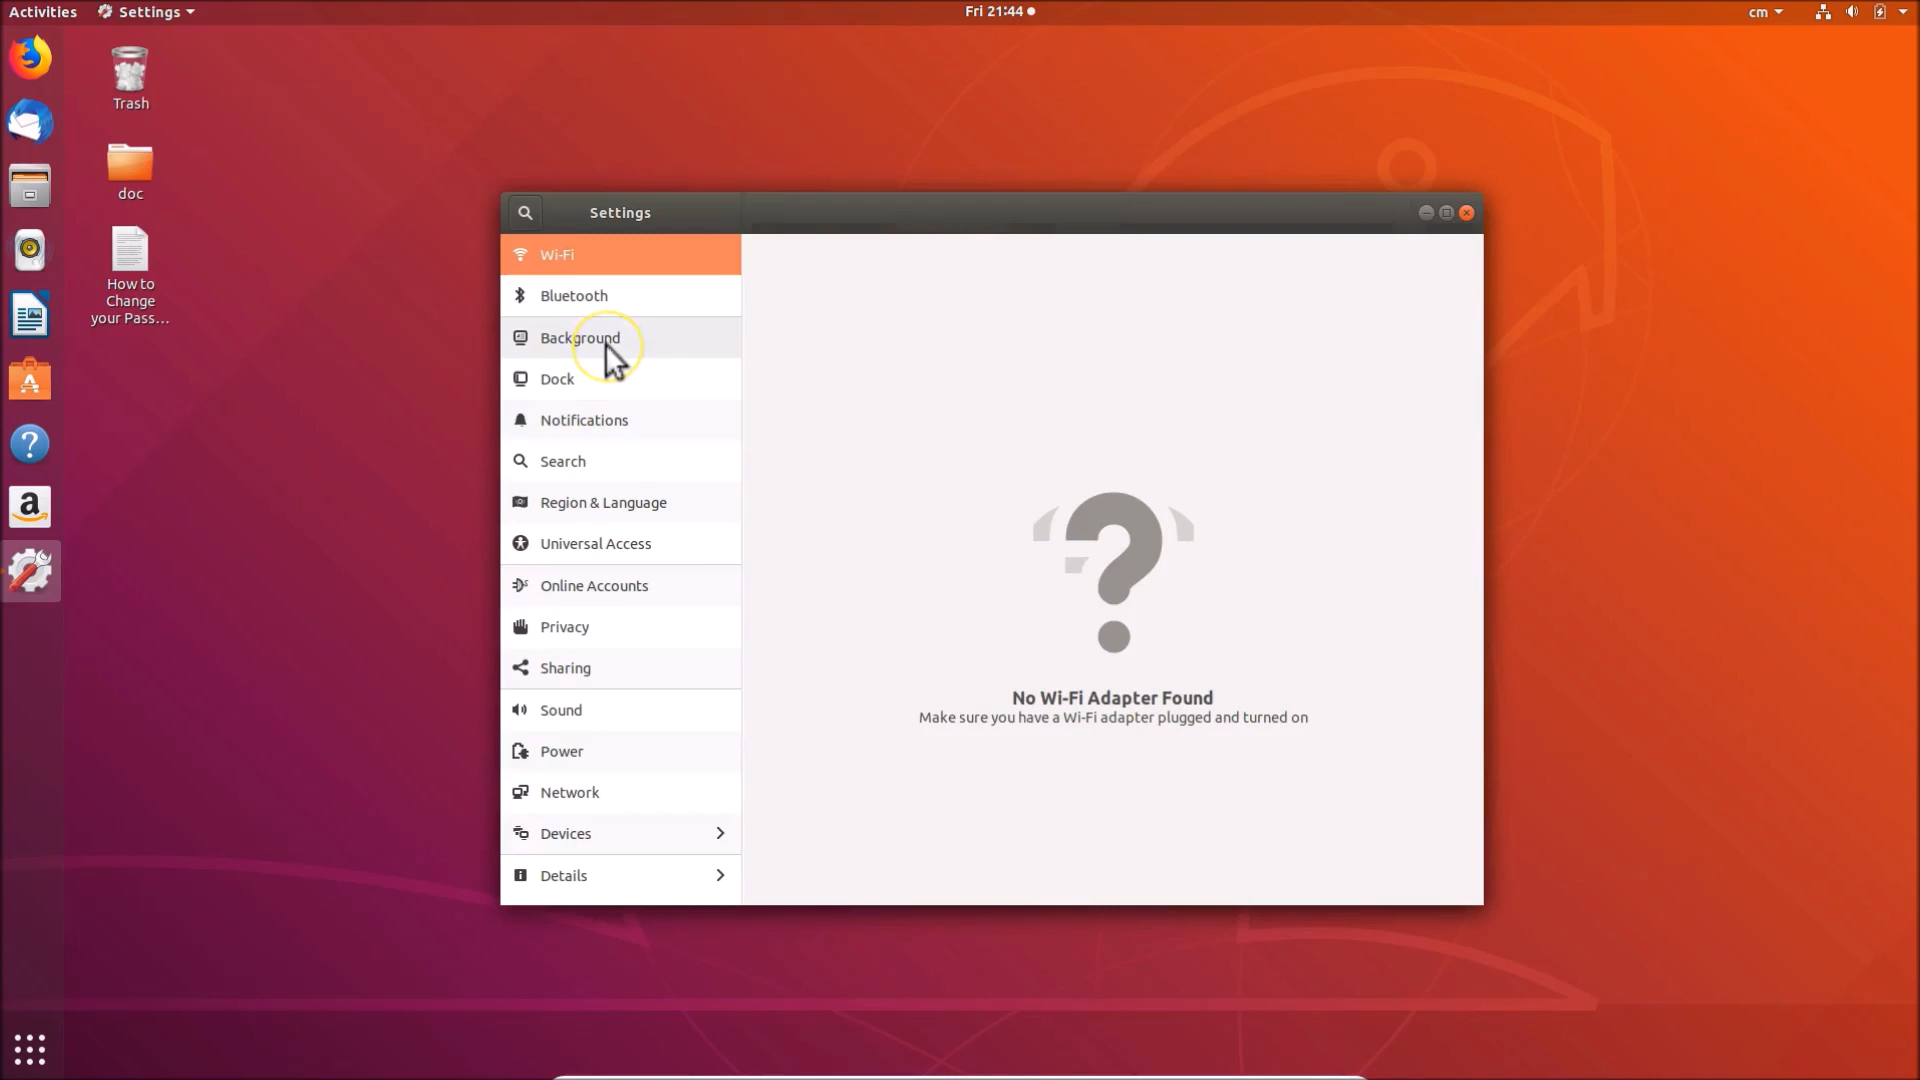 Activities
Settings
Fri 21:44
cm
Trash
doc
How to
Change
your Pass...
Settings
Wi-Fi
Bluetooth
Background
Dock
Notifications
Search
Region & Language
Universal Access
Online Accounts
Privacy
Sharing
Sound
Power
Network
Devices
Details
No Wi-Fi Adapter Found
Make sure you have a Wi-Fi adapter plugged and turned on